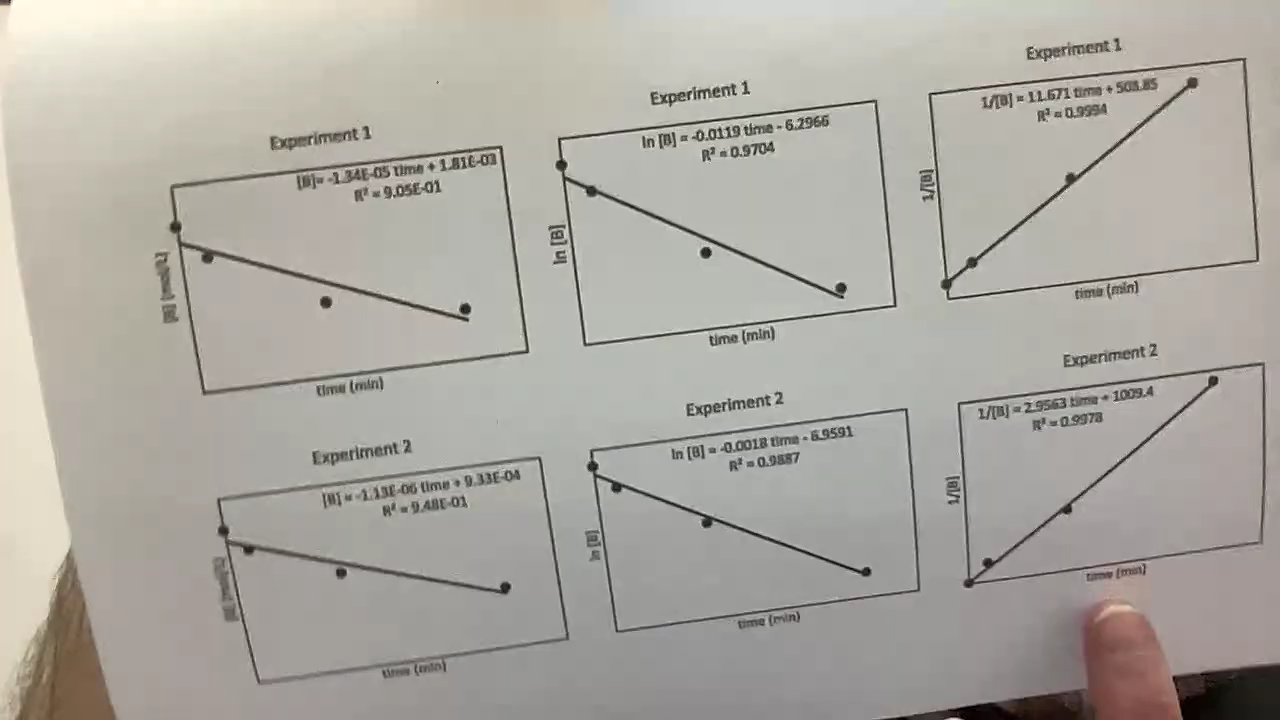 Experiment 1
[B]= -1.34E-05 time + 1.81E-03
R² = 9.05E-01
[B] (mol/L)
time (min)
Experiment 1
ln [B] = -0.0119 time - 6.2966
R² = 0.9704
ln [B]
time (min)
Experiment 1
1/[B] = 11.671 time + 503.85
R² = 0.9994
1/[B]
time (min)
Experiment 2
[B] = -1.13E-06 time + 9.33E-04
R² = 9.48E-01
[B] (mol/L)
time (min)
Experiment 2
ln [B] = -0.0018 time - 6.9591
R² = 0.9887
ln [B]
time (min)
Experiment 2
1/[B] = 2.9563 time + 1009.4
R² = 0.9978
1/[B]
time (min)